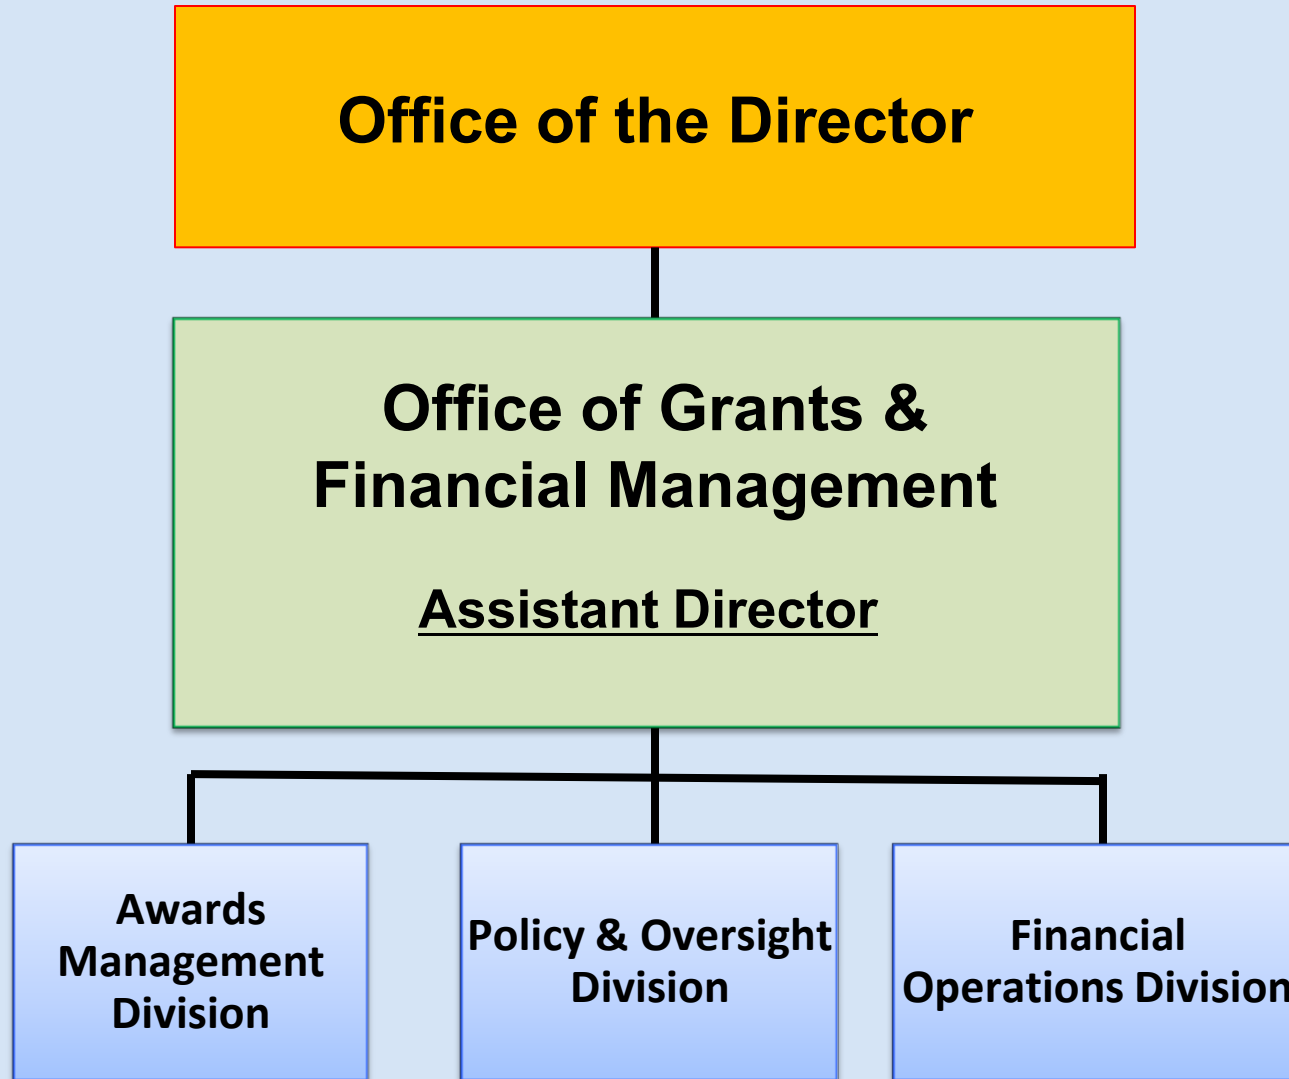 Office of the Director
Office of Grants &
Financial Management
Assistant Director
Awards
Management
Division
Policy & Oversight
Division
Financial
Operations Division